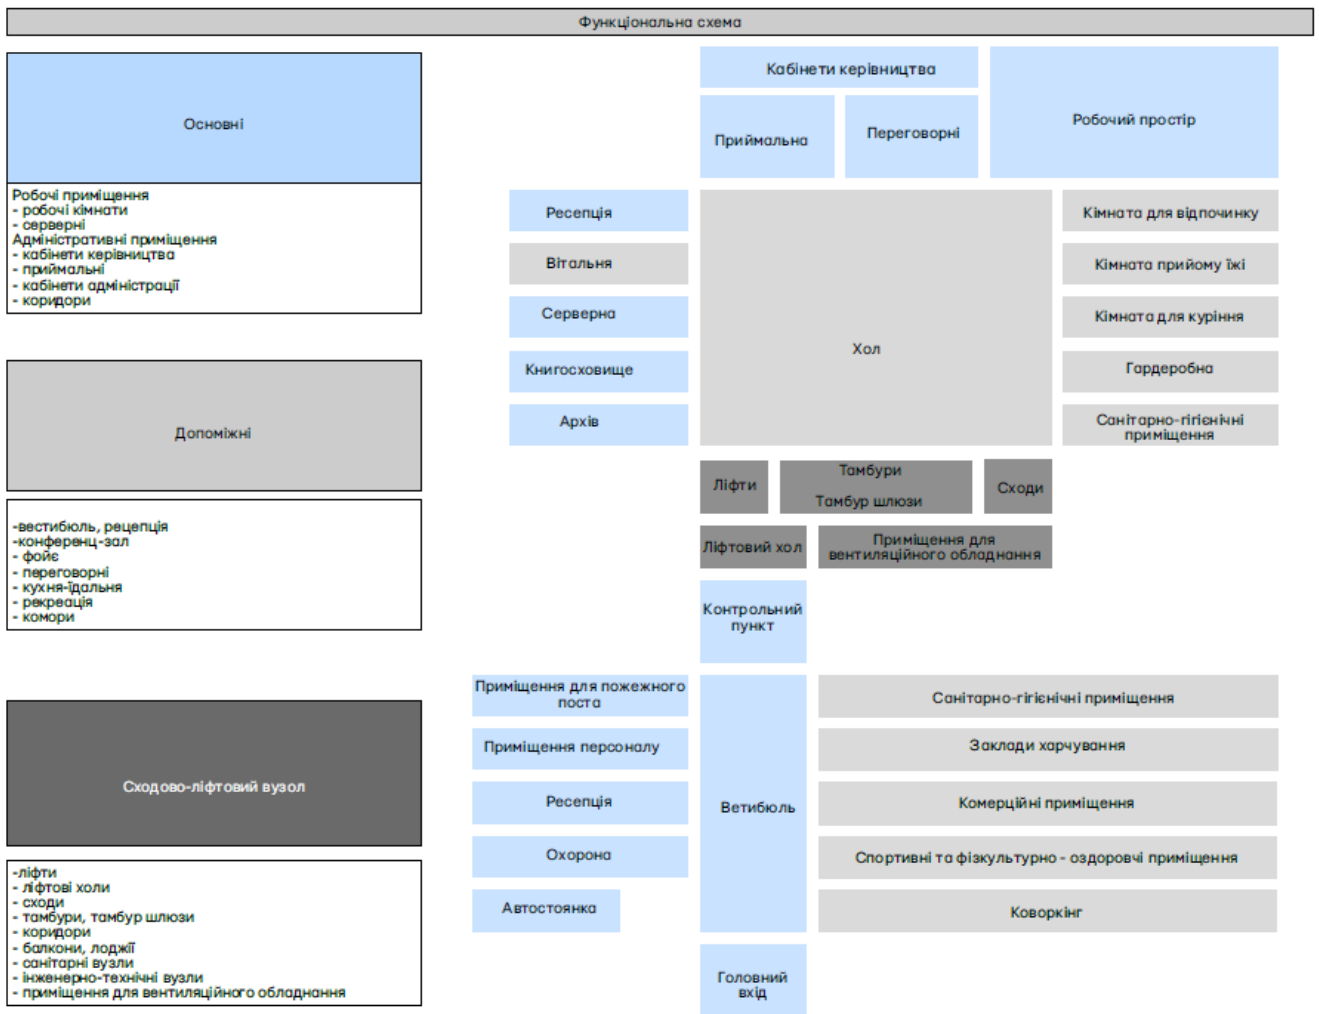 Функціональна схема
Основні
Робочі приміщення
- робочі кімнати
- серверні
Адміністративні приміщення
- кабінети керівництва
- приймальні
- кабінети адміністрації
- коридори
Допоміжні
-вестибюль, рецепція
-конференц-зал
- фойє
- переговорні
- кухня-їдальня
- рекреація
- комори
Сходово-ліфтовий вузол
-ліфти
- ліфтові холи
- сходи
- тамбури, тамбур шлюзи
- коридори
- балкони, лоджії
- санітарні вузли
- інженерно-технічні вузли
- приміщення для вентиляційного обладнання
Кабінети керівництва
Приймальна
Переговорні
Робочий простір
Ресепція
Вітальня
Серверна
Книгосховище
Архів
Хол
Кімната для відпочинку
Кімната прийому їжі
Кімната для куріння
Гардеробна
Санітарно-гігієнічні
приміщення
Ліфти
Тамбури
Тамбур шлюзи
Сходи
Ліфтовий хол
Приміщення для
вентиляційного обладнання
Контрольний
пункт
Приміщення для пожежного
поста
Приміщення персоналу
Ресепція
Охорона
Автостоянка
Ветибюль
Санітарно-гігієнічні приміщення
Заклади харчування
Комерційні приміщення
Спортивні та фізкультурно - оздоровчі приміщення
Коворкінг
Головний
вхід